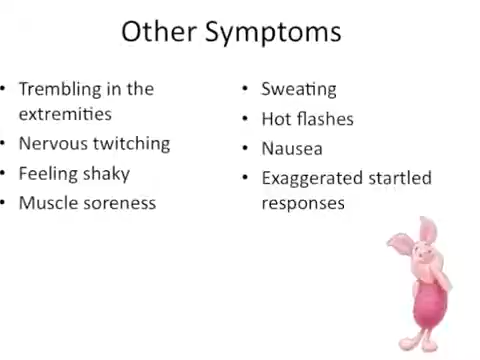 Other Symptoms
• Trembling in the
extremities
• Nervous twitching
• Feeling shaky
• Muscle soreness
• Sweating
• Hot flashes
• Nausea
• Exaggerated startled
responses